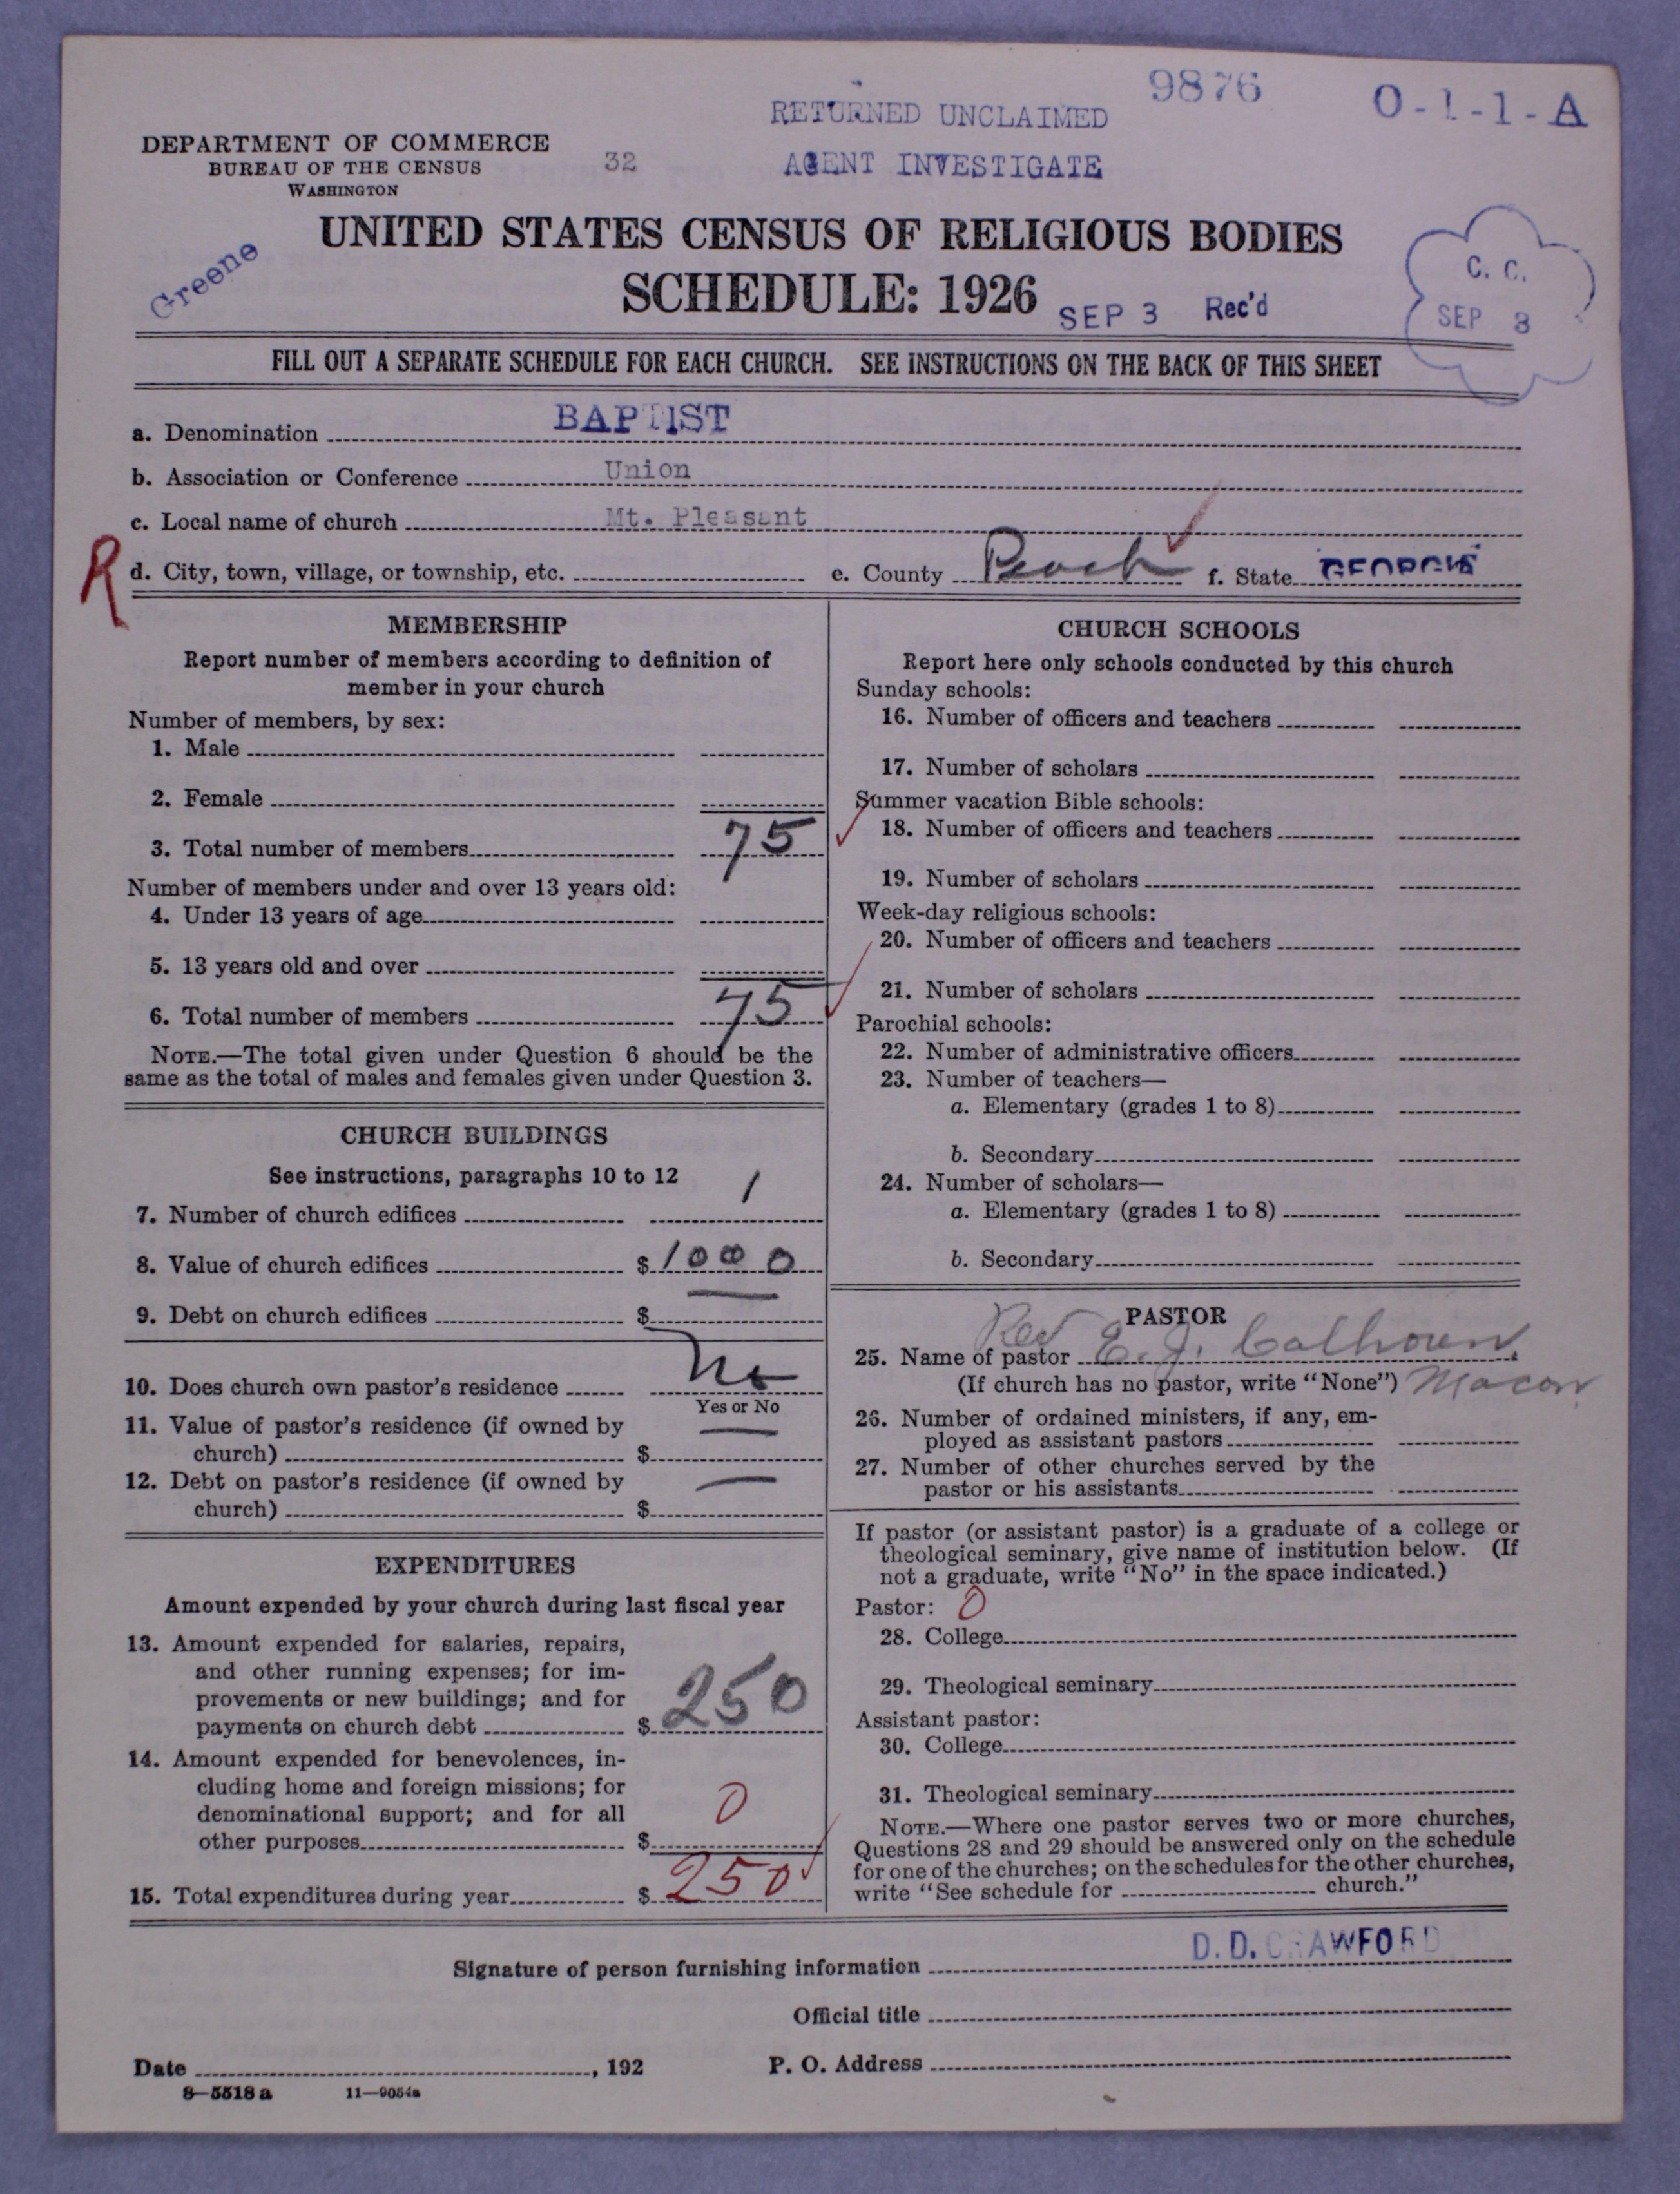 RETURNED UNCLAIMED 9876 O-1-1-A
DEPARTMENT OF COMMERCE
BUREAU OF THE CENSUS 32 AGENT INVESTIGATE
WASHINGTON
UNITED STATES CENSUS OF RELIGIOUS BODIES
Greene
SCHEDULE: 1926 SEP 3 Rec'd
C. C.
SEP 8
FILL OUT A SEPARATE SCHEDULE FOR EACH CHURCH. SEE INSTRUCTIONS ON THE BACK OF THIS SHEET
a. Denomination BAPTIST
b. Association or Conference Union
c. Local name of church Mt. Pleasant
R d. City, town, village, or township, etc. e. County Peach f. State GEORGIA
MEMBERSHIP
Report number of members according to definition of
member in your church
Number of members, by sex:
1. Male
2. Female
3. Total number of members 75
Number of members under and over 13 years old:
4. Under 13 years of age
5. 13 years old and over
6. Total number of members 75
NOTE.—The total given under Question 6 should be the
same as the total of males and females given under Question 3.
CHURCH BUILDINGS
See instructions, paragraphs 10 to 12
7. Number of church edifices 1
8. Value of church edifices $ 1000
9. Debt on church edifices $ —
10. Does church own pastor's residence No
Yes or No
11. Value of pastor's residence (if owned by
church) $ —
12. Debt on pastor's residence (if owned by
church) $ —
EXPENDITURES
Amount expended by your church during last fiscal year
13. Amount expended for salaries, repairs,
and other running expenses; for im-
provements or new buildings; and for
payments on church debt $ 250
14. Amount expended for benevolences, in-
cluding home and foreign missions; for
denominational support; and for all
other purposes $ 0
15. Total expenditures during year $ 250
CHURCH SCHOOLS
Report here only schools conducted by this church
Sunday schools:
16. Number of officers and teachers
17. Number of scholars
Summer vacation Bible schools:
18. Number of officers and teachers
19. Number of scholars
Week-day religious schools:
20. Number of officers and teachers
21. Number of scholars
Parochial schools:
22. Number of administrative officers
23. Number of teachers—
a. Elementary (grades 1 to 8)
b. Secondary
24. Number of scholars—
a. Elementary (grades 1 to 8)
b. Secondary
PASTOR
25. Name of pastor Rev E. J. Calhoun,
(If church has no pastor, write "None") Macon
26. Number of ordained ministers, if any, em-
ployed as assistant pastors
27. Number of other churches served by the
pastor or his assistants
If pastor (or assistant pastor) is a graduate of a college or
theological seminary, give name of institution below. (If
not a graduate, write "No" in the space indicated.)
Pastor: 0
28. College
29. Theological seminary
Assistant pastor:
30. College
31. Theological seminary
NOTE.—Where one pastor serves two or more churches,
Questions 28 and 29 should be answered only on the schedule
for one of the churches; on the schedules for the other churches,
write "See schedule for church."
Signature of person furnishing information D. D. CRAWFORD
Official title
Date , 192 P. O. Address
8—5518 a 11—9054a